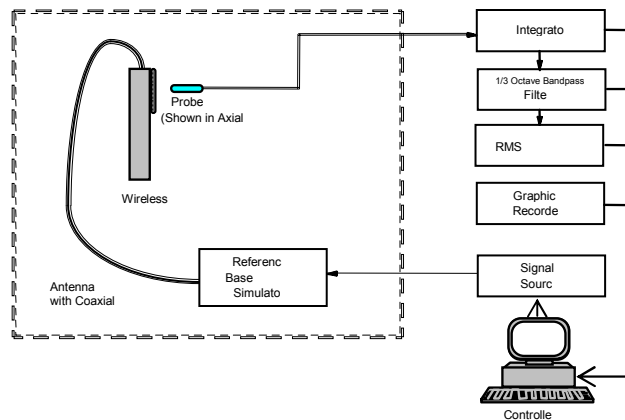 Integrato
1/3 Octave Bandpass
Filte
Probe
(Shown in Axial
RMS
Wireless
Graphic
Recorde
Referenc
Base
Simulato
Signal
Sourc
Antenna
with Coaxial
Controlle